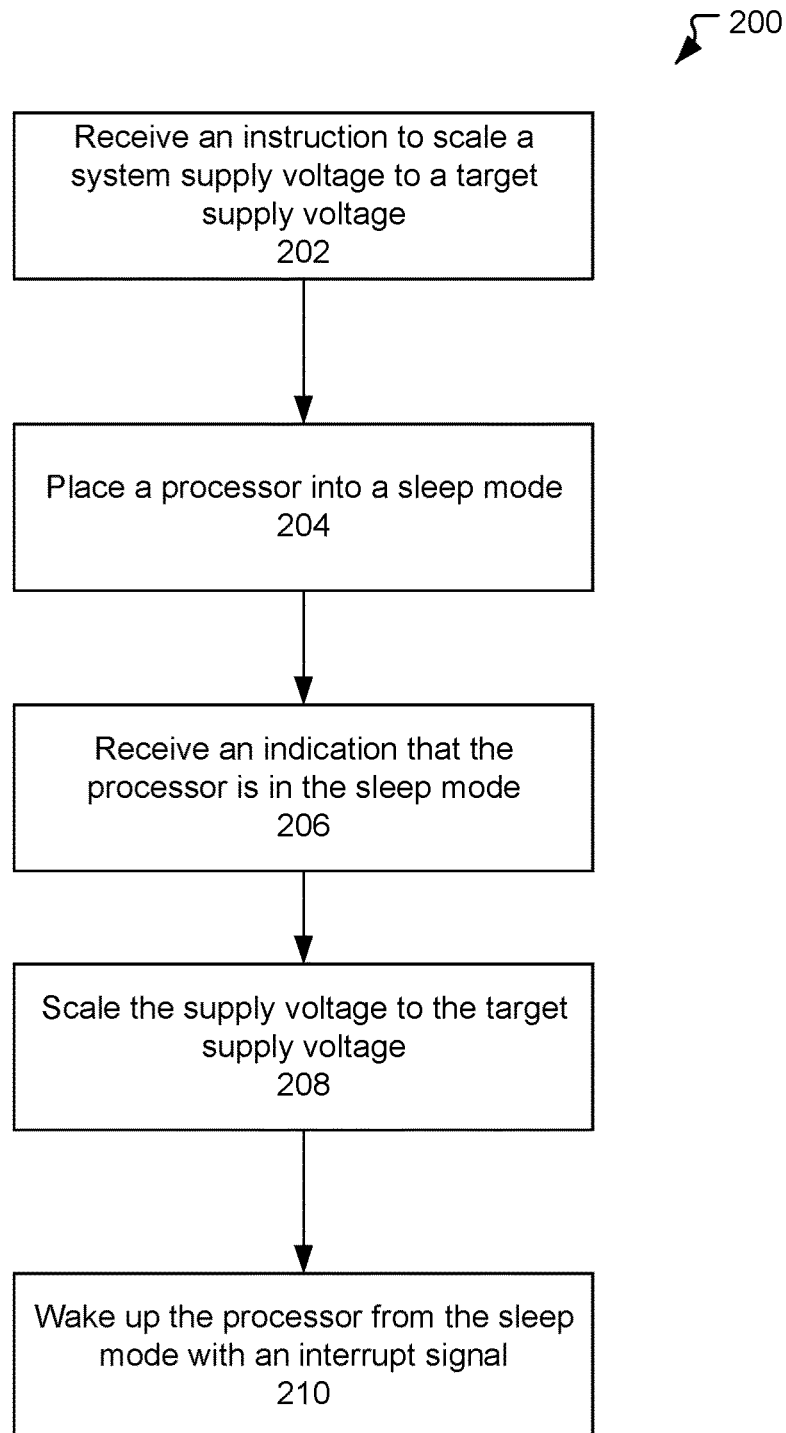 200
Receive an instruction to scale a
system supply voltage to a target
supply voltage
202
Place a processor into a sleep mode
204
Receive an indication that the
processor is in the sleep mode
206
Scale the supply voltage to the target
supply voltage
208
Wake up the processor from the sleep
mode with an interrupt signal
210